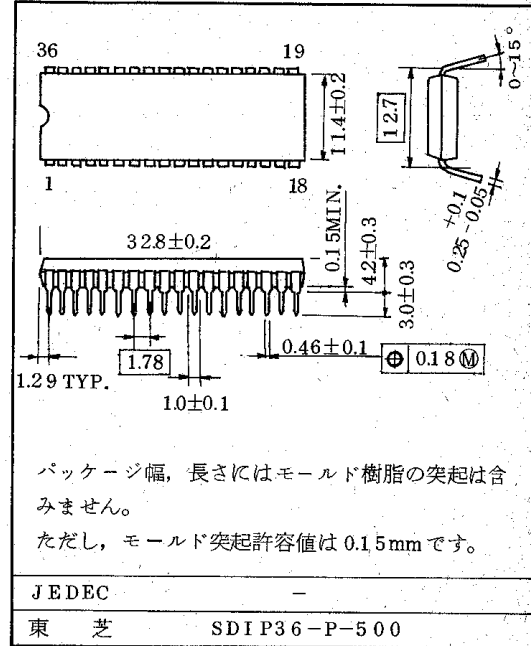 36
19
11.4±0.2
12.7
0~15°
1
18
+0.1
0.25-0.05
32.8±0.2
0.15MIN.
4.2±0.3
3.0±0.3
1.29 TYP.
1.78
1.0±0.1
0.46±0.1
⌖ 0.18Ⓜ
パッケージ幅，長さにはモールド樹脂の突起は含
みません。
ただし，モールド突起許容値は0.15mmです。
JEDEC －
東芝 SDIP36-P-500